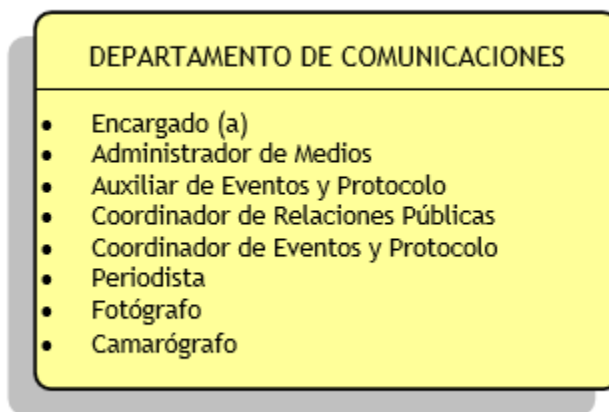 DEPARTAMENTO DE COMUNICACIONES
• Encargado (a)
• Administrador de Medios
• Auxiliar de Eventos y Protocolo
• Coordinador de Relaciones Públicas
• Coordinador de Eventos y Protocolo
• Periodista
• Fotógrafo
• Camarógrafo